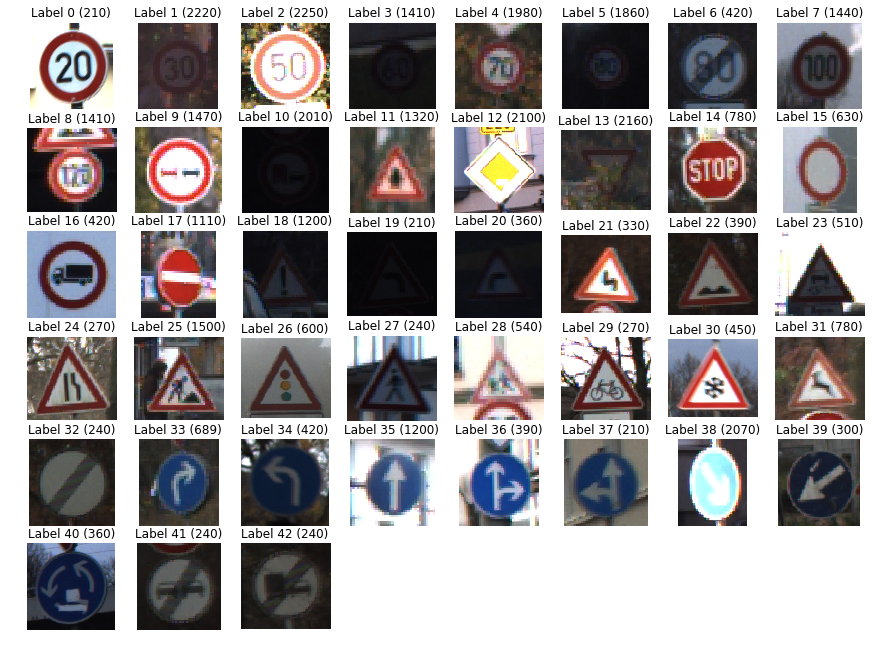 Label 0 (210) Label 1 (2220) Label 2 (2250) Label 3 (1410) Label 4 (1980) Label 5 (1860) Label 6 (420) Label 7 (1440)
20 30 50 60 70 80 80 100
Label 8 (1410) Label 9 (1470) Label 10 (2010) Label 11 (1320) Label 12 (2100) Label 13 (2160) Label 14 (780) Label 15 (630)
120 STOP
Label 16 (420) Label 17 (1110) Label 18 (1200) Label 19 (210) Label 20 (360) Label 21 (330) Label 22 (390) Label 23 (510)
Label 24 (270) Label 25 (1500) Label 26 (600) Label 27 (240) Label 28 (540) Label 29 (270) Label 30 (450) Label 31 (780)
Label 32 (240) Label 33 (689) Label 34 (420) Label 35 (1200) Label 36 (390) Label 37 (210) Label 38 (2070) Label 39 (300)
Label 40 (360) Label 41 (240) Label 42 (240)